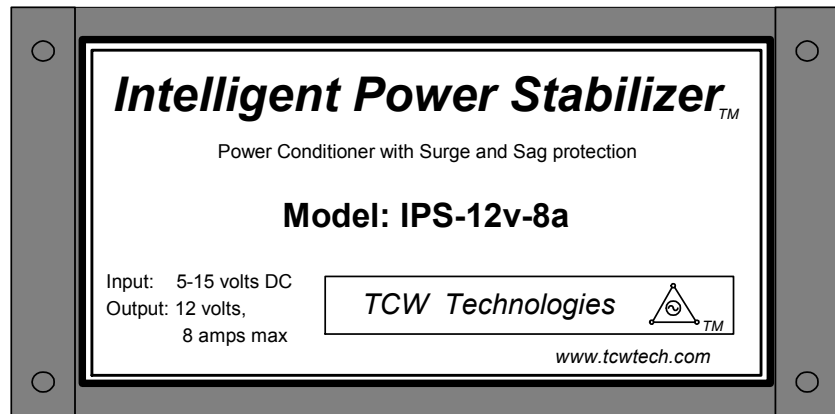 Intelligent Power Stabilizer TM
Power Conditioner with Surge and Sag protection
Model: IPS-12v-8a
Input: 5-15 volts DC
Output: 12 volts,
8 amps max
TCW Technologies TM
www.tcwtech.com